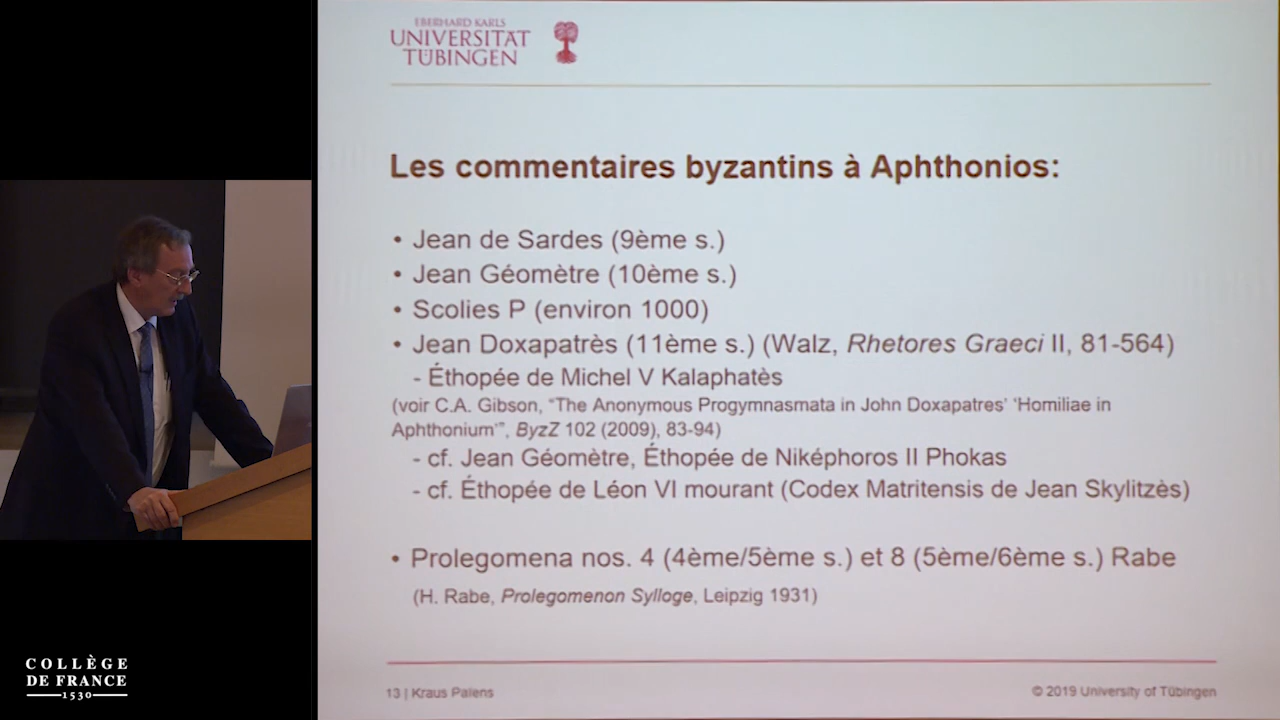 EBERHARD KARLS
UNIVERSITÄT
TÜBINGEN
Les commentaires byzantins à Aphthonios:
• Jean de Sardes (9ème s.)
• Jean Géomètre (10ème s.)
• Scolies P (environ 1000)
• Jean Doxapatrès (11ème s.) (Walz, Rhetores Graeci II, 81-564)
- Éthopée de Michel V Kalaphatès
(voir C.A. Gibson, “The Anonymous Progymnasmata in John Doxapatres’ ‘Homiliae in
Aphthonium’”, ByzZ 102 (2009), 83-94)
- cf. Jean Géomètre, Éthopée de Niképhoros II Phokas
- cf. Éthopée de Léon VI mourant (Codex Matritensis de Jean Skylitzès)
• Prolegomena nos. 4 (4ème/5ème s.) et 8 (5ème/6ème s.) Rabe
(H. Rabe, Prolegomenon Sylloge, Leipzig 1931)
13 | Kraus Paliens
© 2019 University of Tübingen
COLLÈGE
DE FRANCE
1530